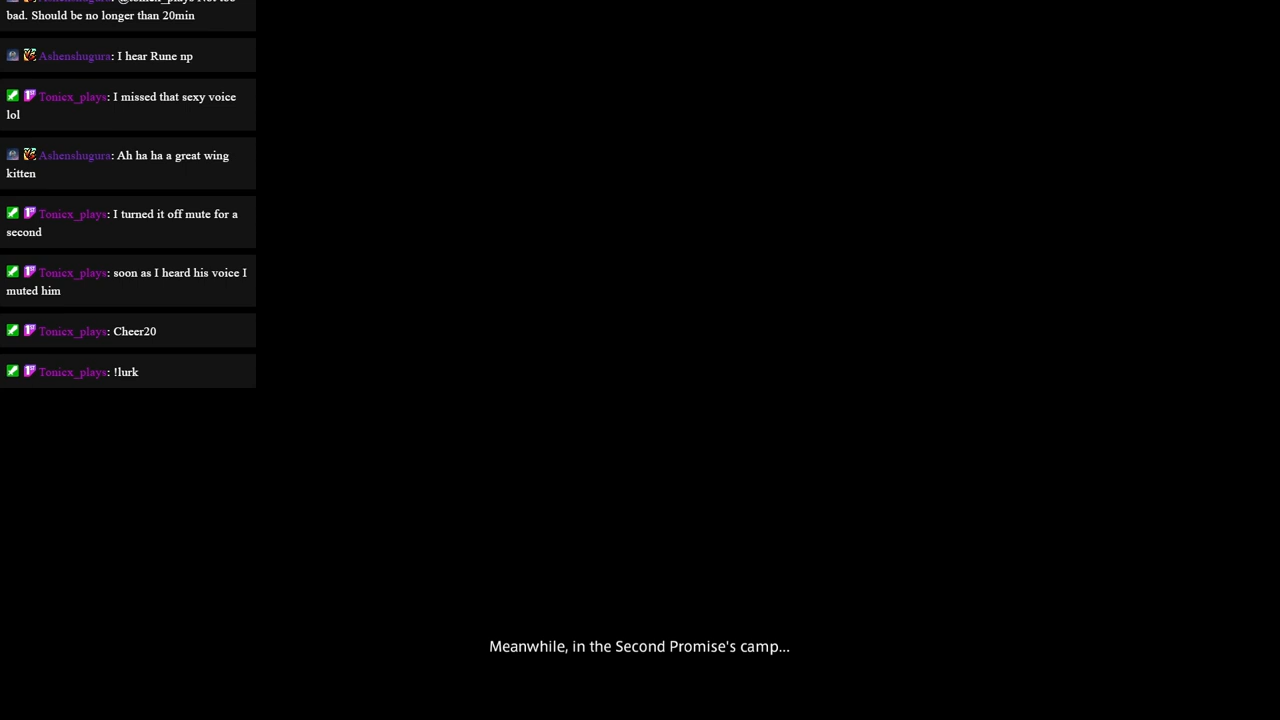 bad. Should be no longer than 20min
Ashenshugura: I hear Rune np
Tonicx_plays: I missed that sexy voice
lol
Ashenshugura: Ah ha ha a great wing
kitten
Tonicx_plays: I turned it off mute for a
second
Tonicx_plays: soon as I heard his voice I
muted him
Tonicx_plays: Cheer20
Tonicx_plays: !lurk
Meanwhile, in the Second Promise's camp...